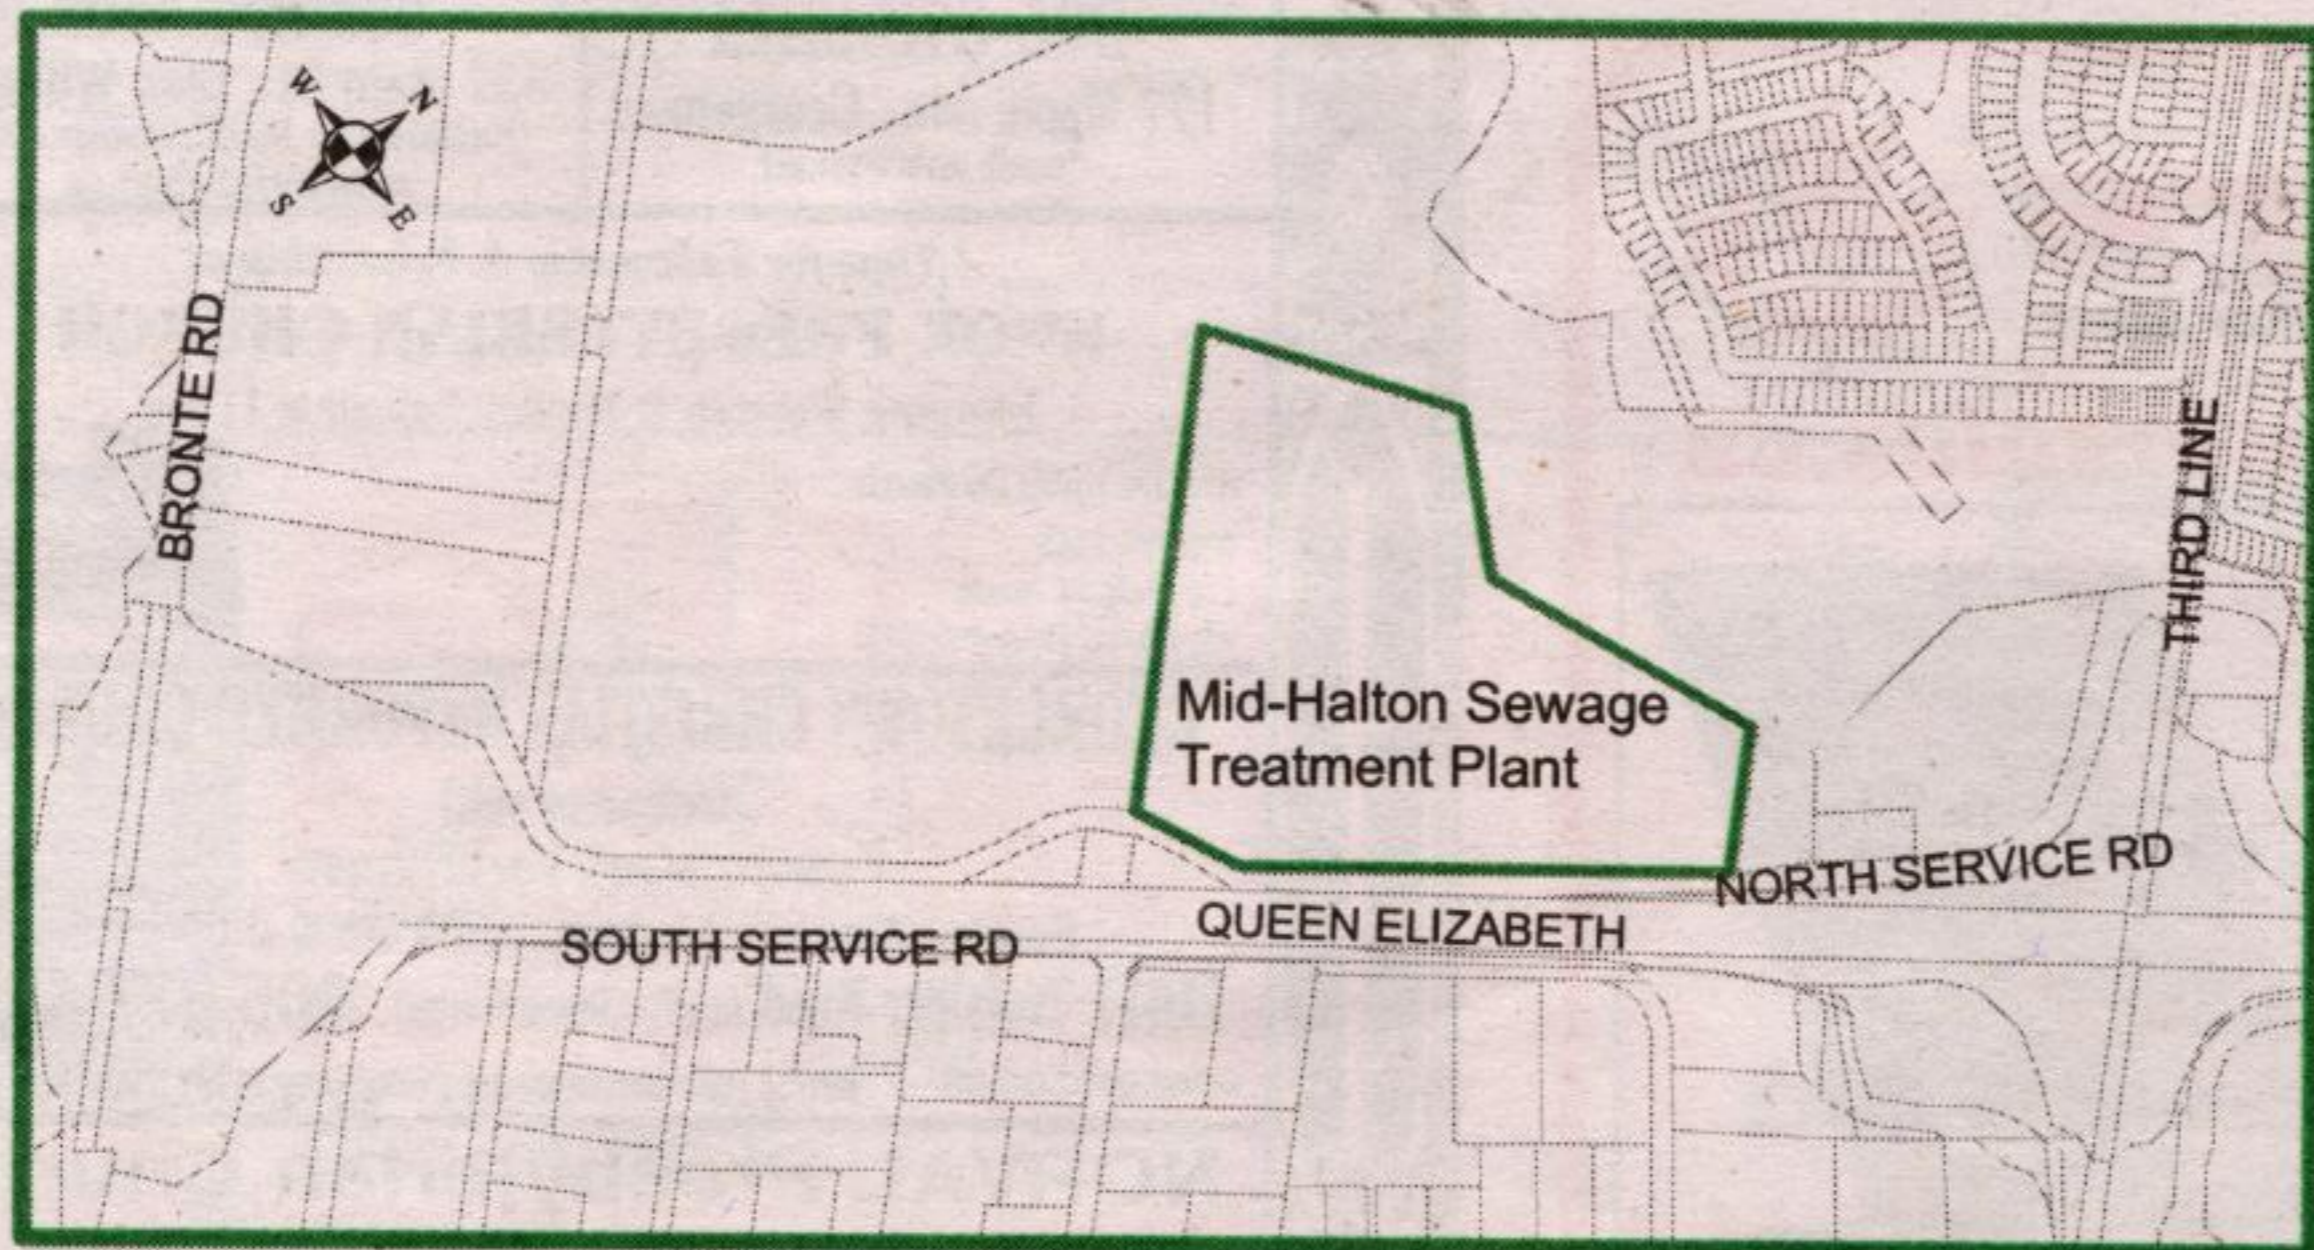 W
N
S
E
BRONTE RD
THIRD LINE
Mid-Halton Sewage
Treatment Plant
NORTH SERVICE RD
QUEEN ELIZABETH
SOUTH SERVICE RD